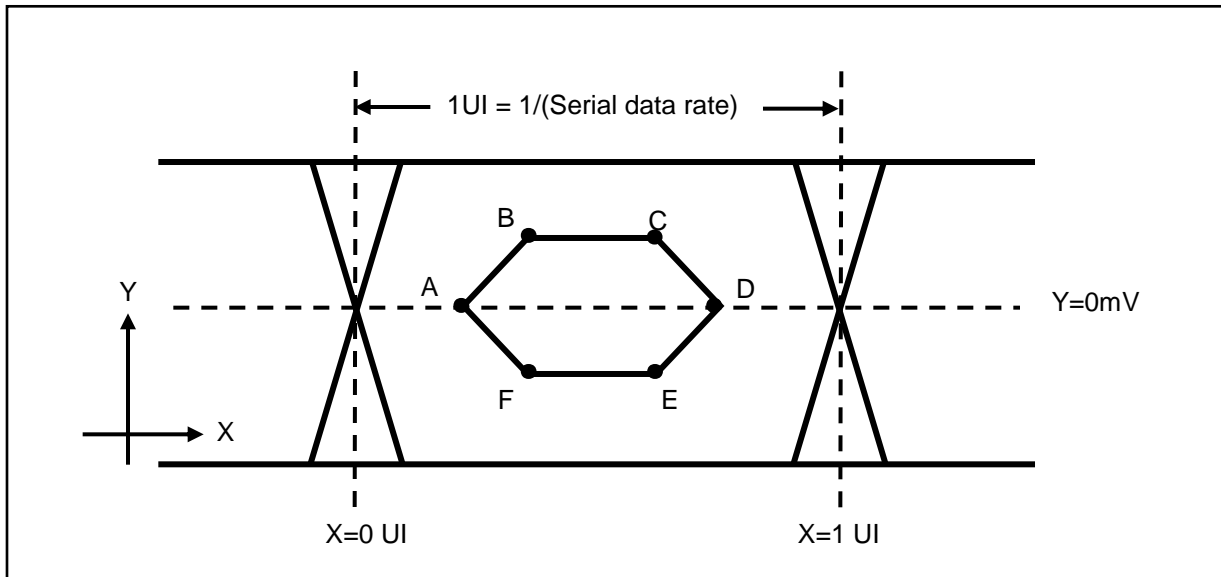 1UI = 1/(Serial data rate)
B
C
A
D
Y
Y=0mV
F
E
X
X=0 UI
X=1 UI